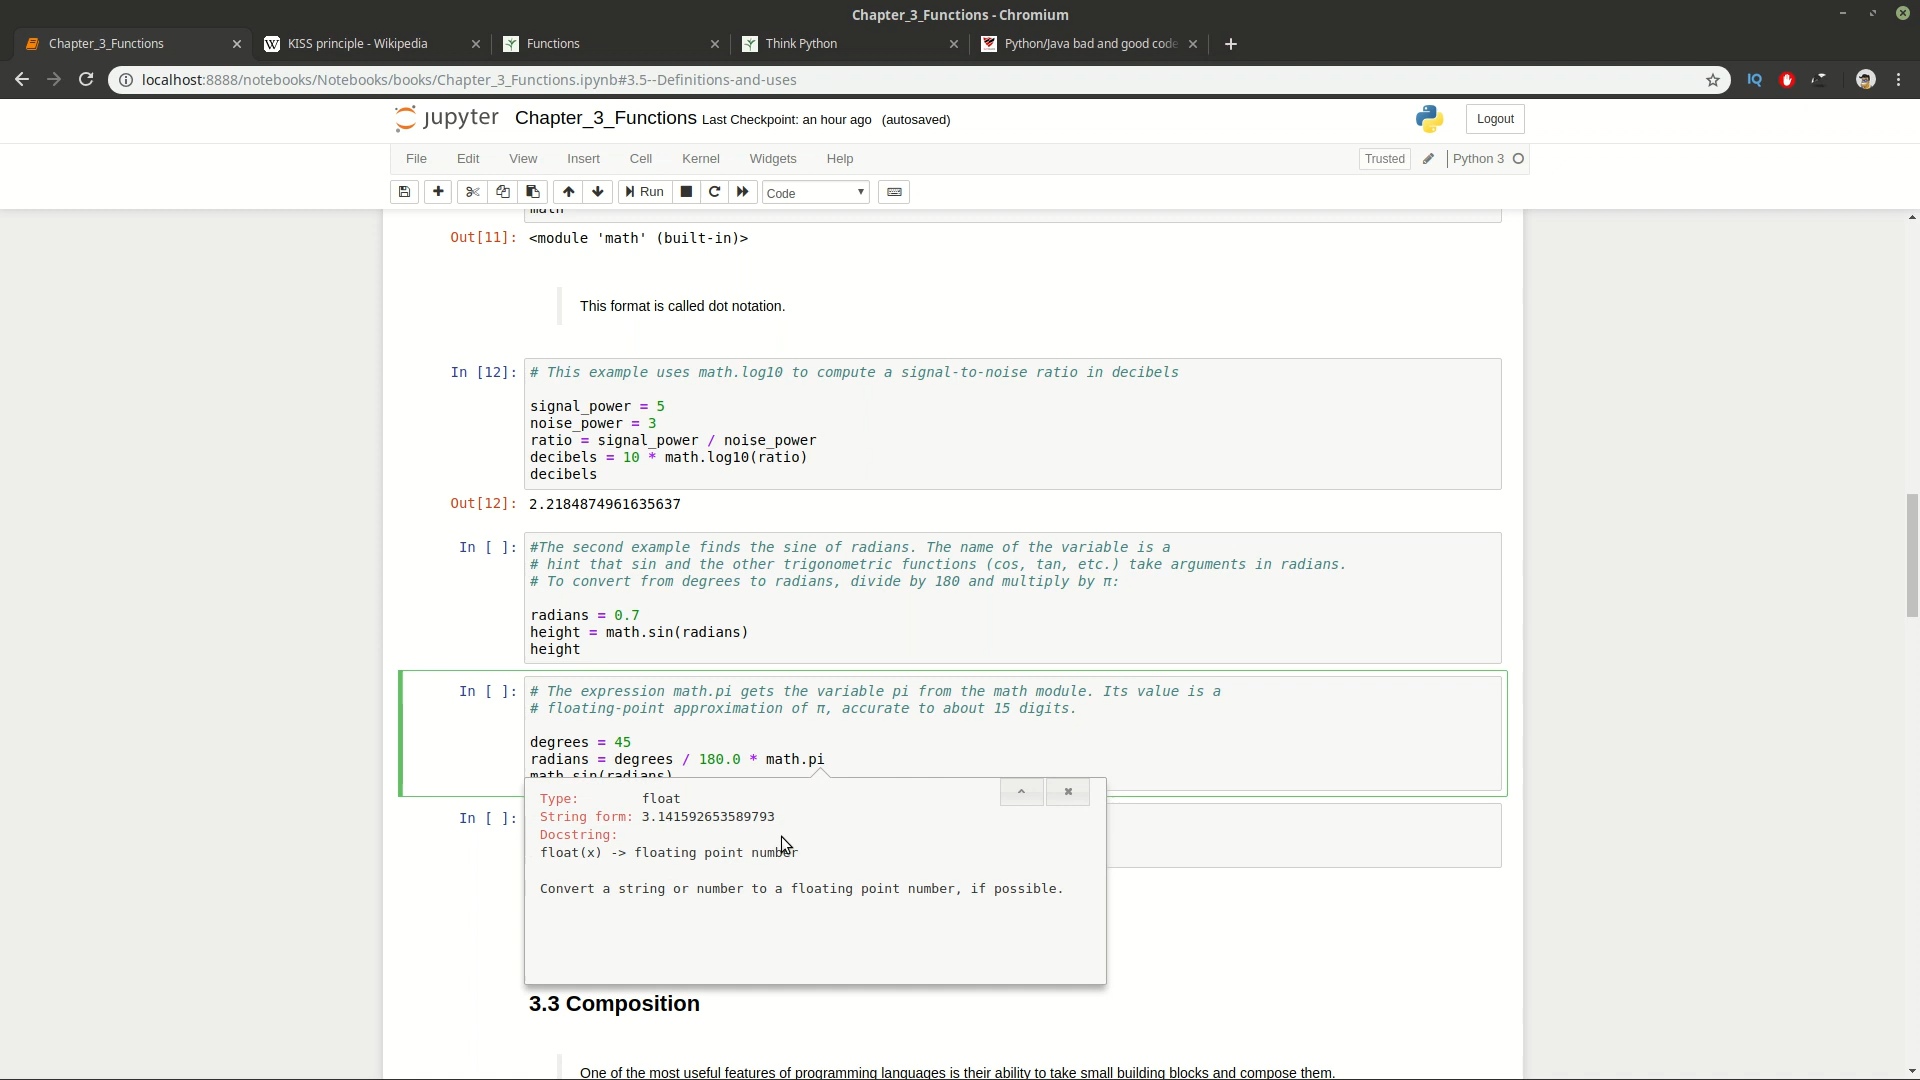 Chapter_3_Functions - Chromium
Chapter_3_Functions
KISS principle - Wikipedia
Functions
Think Python
Python/Java bad and good code
localhost:8888/notebooks/Notebooks/books/Chapter_3_Functions.ipynb#3.5--Definitions-and-uses
IQ
jupyter Chapter_3_Functions Last Checkpoint: an hour ago (autosaved)
Logout
File Edit View Insert Cell Kernel Widgets Help
Trusted Python 3
Run Code
math
Out[11]: <module 'math' (built-in)>
This format is called dot notation.
In [12]: # This example uses math.log10 to compute a signal-to-noise ratio in decibels
signal_power = 5
noise_power = 3
ratio = signal_power / noise_power
decibels = 10 * math.log10(ratio)
decibels
Out[12]: 2.2184874961635637
In [ ]: #The second example finds the sine of radians. The name of the variable is a
# hint that sin and the other trigonometric functions (cos, tan, etc.) take arguments in radians.
# To convert from degrees to radians, divide by 180 and multiply by π:
radians = 0.7
height = math.sin(radians)
height
In [ ]: # The expression math.pi gets the variable pi from the math module. Its value is a
# floating-point approximation of π, accurate to about 15 digits.
degrees = 45
radians = degrees / 180.0 * math.pi
math.sin(radians)
Type: float
String form: 3.141592653589793
Docstring:
float(x) -> floating point number
Convert a string or number to a floating point number, if possible.
In [ ]:
3.3 Composition
One of the most useful features of programming languages is their ability to take small building blocks and compose them.